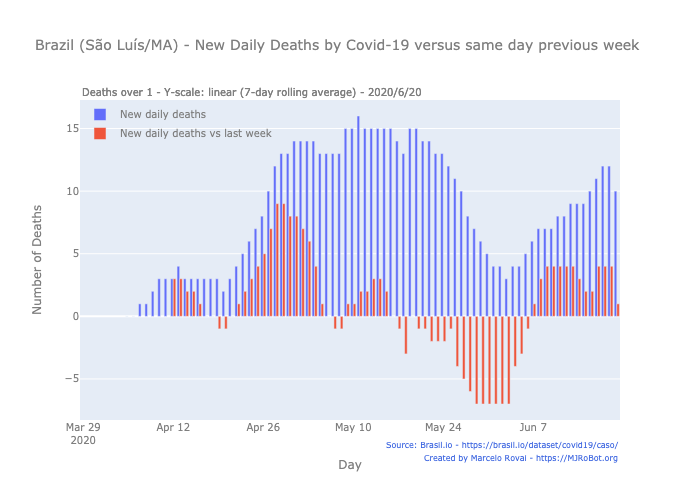 Brazil (São Luís/MA) - New Daily Deaths by Covid-19 versus same day previous week
Deaths over 1 - Y-scale: linear (7-day rolling average) - 2020/6/20
New daily deaths
New daily deaths vs last week
15
10
5
0
−5
Number of Deaths
Mar 29
2020
Apr 12
Apr 26
May 10
May 24
Jun 7
Day
Source: Brasil.io - https://brasil.io/dataset/covid19/caso/
Created by Marcelo Rovai - https://MJRoBot.org